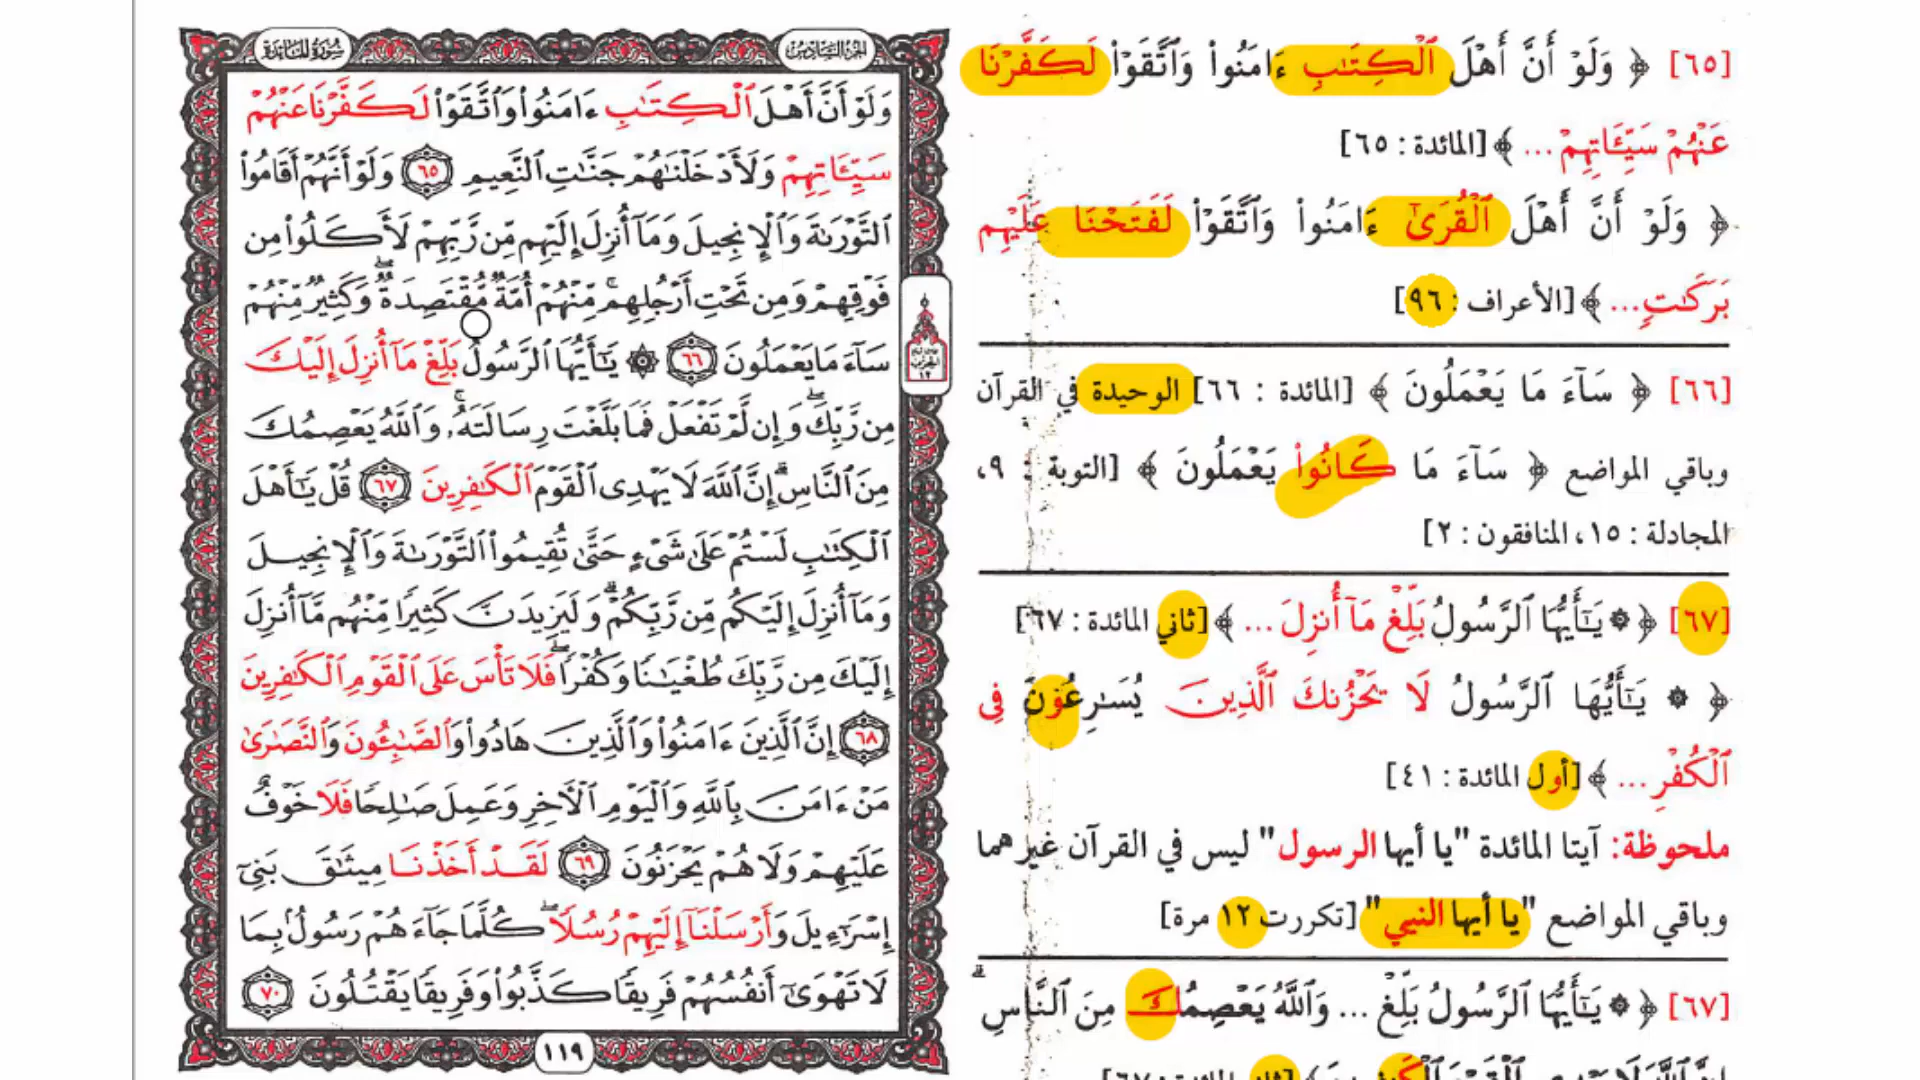 الجزء السادس
سورة المائدة
وَلَوْ أَنَّ أَهْلَ ٱلْكِتَٰبِ ءَامَنُوا۟ وَٱتَّقَوْا۟ لَكَفَّرْنَا عَنْهُمْ
سَيِّـَٔاتِهِمْ وَلَأَدْخَلْنَٰهُمْ جَنَّٰتِ ٱلنَّعِيمِ ٦٥ وَلَوْ أَنَّهُمْ أَقَامُوا۟
ٱلتَّوْرَىٰةَ وَٱلْإِنجِيلَ وَمَآ أُنزِلَ إِلَيْهِم مِّن رَّبِّهِمْ لَأَكَلُوا۟ مِن
فَوْقِهِمْ وَمِن تَحْتِ أَرْجُلِهِم ۚ مِّنْهُمْ أُمَّةٌ مُّقْتَصِدَةٌ ۖ وَكَثِيرٌ مِّنْهُمْ
سَآءَ مَا يَعْمَلُونَ ٦٦ ۞ يَٰٓأَيُّهَا ٱلرَّسُولُ بَلِّغْ مَآ أُنزِلَ إِلَيْكَ
مِن رَّبِّكَ ۖ وَإِن لَّمْ تَفْعَلْ فَمَا بَلَّغْتَ رِسَالَتَهُۥ ۚ وَٱللَّهُ يَعْصِمُكَ
مِنَ ٱلنَّاسِ ۗ إِنَّ ٱللَّهَ لَا يَهْدِى ٱلْقَوْمَ ٱلْكَٰفِرِينَ ٦٧ قُلْ يَٰٓأَهْلَ
ٱلْكِتَٰبِ لَسْتُمْ عَلَىٰ شَىْءٍ حَتَّىٰ تُقِيمُوا۟ ٱلتَّوْرَىٰةَ وَٱلْإِنجِيلَ
وَمَآ أُنزِلَ إِلَيْكُم مِّن رَّبِّكُمْ ۗ وَلَيَزِيدَنَّ كَثِيرًا مِّنْهُم مَّآ أُنزِلَ
إِلَيْكَ مِن رَّبِّكَ طُغْيَٰنًا وَكُفْرًا ۖ فَلَا تَأْسَ عَلَى ٱلْقَوْمِ ٱلْكَٰفِرِينَ
٦٨ إِنَّ ٱلَّذِينَ ءَامَنُوا۟ وَٱلَّذِينَ هَادُوا۟ وَٱلصَّٰبِـُٔونَ وَٱلنَّصَٰرَىٰ
مَنْ ءَامَنَ بِٱللَّهِ وَٱلْيَوْمِ ٱلْءَاخِرِ وَعَمِلَ صَٰلِحًا فَلَا خَوْفٌ
عَلَيْهِمْ وَلَا هُمْ يَحْزَنُونَ ٦٩ لَقَدْ أَخَذْنَا مِيثَٰقَ بَنِىٓ
إِسْرَٰٓءِيلَ وَأَرْسَلْنَآ إِلَيْهِمْ رُسُلًا ۖ كُلَّمَا جَآءَهُمْ رَسُولٌۢ بِمَا
لَا تَهْوَىٰٓ أَنفُسُهُمْ فَرِيقًا كَذَّبُوا۟ وَفَرِيقًا يَقْتُلُونَ ٧٠
١١٩
[٦٥] ﴿ وَلَوْ أَنَّ أَهْلَ ٱلْكِتَٰبِ ءَامَنُوا۟ وَٱتَّقَوْا۟ لَكَفَّرْنَا
عَنْهُمْ سَيِّـَٔاتِهِمْ ... ﴾ [المائدة : ٦٥]
﴿ وَلَوْ أَنَّ أَهْلَ ٱلْقُرَىٰٓ ءَامَنُوا۟ وَٱتَّقَوْا۟ لَفَتَحْنَا عَلَيْهِم
بَرَكَٰتٍ... ﴾ [الأعراف : ٩٦]
[٦٦] ﴿ سَآءَ مَا يَعْمَلُونَ ﴾ [المائدة : ٦٦] الوحيدة في القرآن
وباقي المواضع ﴿ سَآءَ مَا كَانُوا۟ يَعْمَلُونَ ﴾ [التوبة : ٩،
المجادلة : ١٥، المنافقون : ٢]
[٦٧] ﴿ ۞ يَٰٓأَيُّهَا ٱلرَّسُولُ بَلِّغْ مَآ أُنزِلَ ... ﴾ [ثاني المائدة : ٦٧]
﴿ ۞ يَٰٓأَيُّهَا ٱلرَّسُولُ لَا يَحْزُنكَ ٱلَّذِينَ يُسَٰرِعُونَ فِى
ٱلْكُفْرِ... ﴾ [أول المائدة : ٤١]
ملحوظة: آيتا المائدة "يا أيها الرسول" ليس في القرآن غيرهما
وباقي المواضع "يا أيها النبي" [تكررت ١٢ مرة]
[٦٧] ﴿ ۞ يَٰٓأَيُّهَا ٱلرَّسُولُ بَلِّغْ ... وَٱللَّهُ يَعْصِمُكَ مِنَ ٱلنَّاسِ ۗ